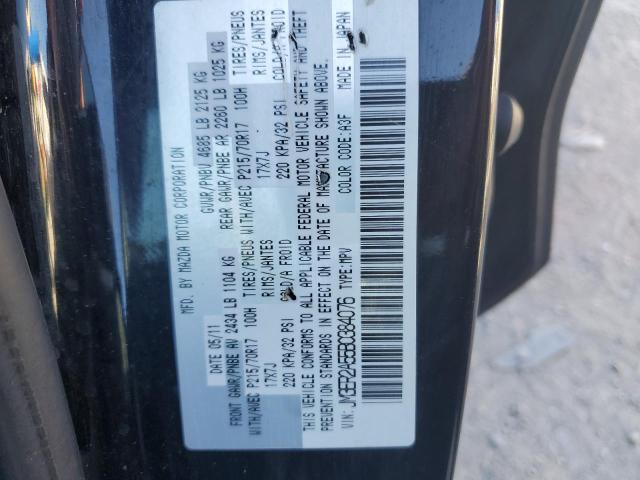 MFD. BY MAZDA MOTOR CORPORATION
DATE 05/11 GVWR/PNBV 4685 LB 2125 KG
FRONT GAWR/PNBE AV 2434 LB 1104 KG REAR GAWR/PNBE AR 2260 LB 1025 KG
WITH/AVEC P215/70R17 100H TIRES/PNEUS WITH/AVEC P215/70R17 100H TIRES/PNEUS
17X7J RIMS/JANTES 17X7J RIMS/JANTES
220 KPA/32 PSI COLD/A FROID 220 KPA/32 PSI COLD/A FROID
THIS VEHICLE CONFORMS TO ALL APPLICABLE FEDERAL MOTOR VEHICLE SAFETY AND THEFT
PREVENTION STANDARDS IN EFFECT ON THE DATE OF MANUFACTURE SHOWN ABOVE.
VIN: JM3ER2A55B0384076 TYPE:MPV COLOR CODE:A3F MADE IN JAPAN